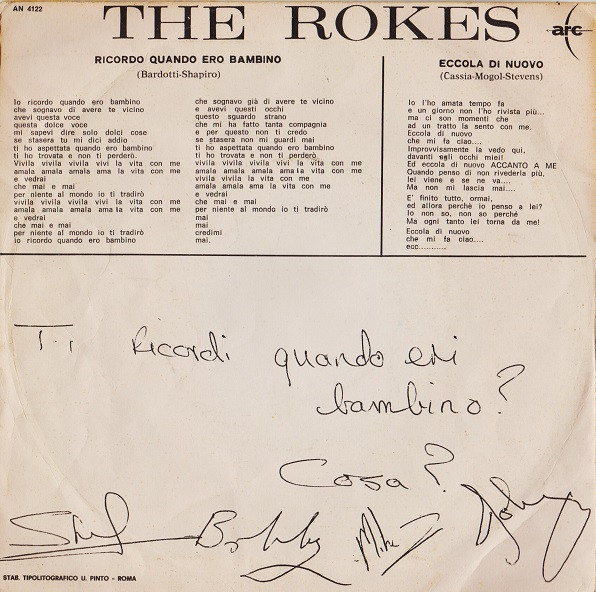 AN 4122
THE ROKES
arc
RICORDO QUANDO ERO BAMBINO
(Bardotti-Shapiro)
Io ricordo quando ero bambino
che sognavo di avere te vicino
avevi questa voce
questa dolce voce
mi sapevi dire solo dolci cose
se stasera tu mi dici addio
ti ho aspettata quando ero bambino
ti ho trovata e non ti perderò.
Vivila vivila vivila vivi la vita con me
amala amala amala ama la vita con me
e vedrai
che mai e mai
per niente al mondo io ti tradirò
vivila vivila vivila vivi la vita con me
amala amala amala ama la vita con me
e vedrai
che mai e mai
per niente al mondo io ti tradirò
io ricordo quando ero bambino
che sognavo già di avere te vicino
e avevi questi occhi
questo sguardo strano
che mi ha fatto tanta compagnia
e per questo non ti credo
se stasera non mi guardi mai
ti ho aspettata quando ero bambino
ti ho trovata e non ti perderò
vivila vivila vivila vivi la vita con me
amala amala amala ama la vita con me
vivila vivila la vita con me
amala amala ama la vita con me
e vedrai
che mai e mai
per niente al mondo io ti tradirò
mai
mai
credimi
mai.
ECCOLA DI NUOVO
(Cassia-Mogol-Stevens)
Io l'ho amata tempo fa
e un giorno non l'ho rivista più...
ma ci son momenti che
ad un tratto la sento con me.
Eccola di nuovo
che mi fa ciao....
Improvvisamente la vedo qui,
davanti agli occhi miei!
Ed eccola di nuovo ACCANTO A ME
Quando penso di non rivederla più,
lei viene e se ne va....
Ma non mi lascia mai....
E' finito tutto, ormai,
ed allora perchè io penso a lei?
Io non so, non so perché
Ma ogni tanto lei torna da me!
Eccola di nuovo
che mi fa ciao....
ecc...........
Ti Ricordi quando eri
bambino?
Cosa?
Shel Bobby Mike Johnny
STAB. TIPOLITOGRAFICO U. PINTO - ROMA